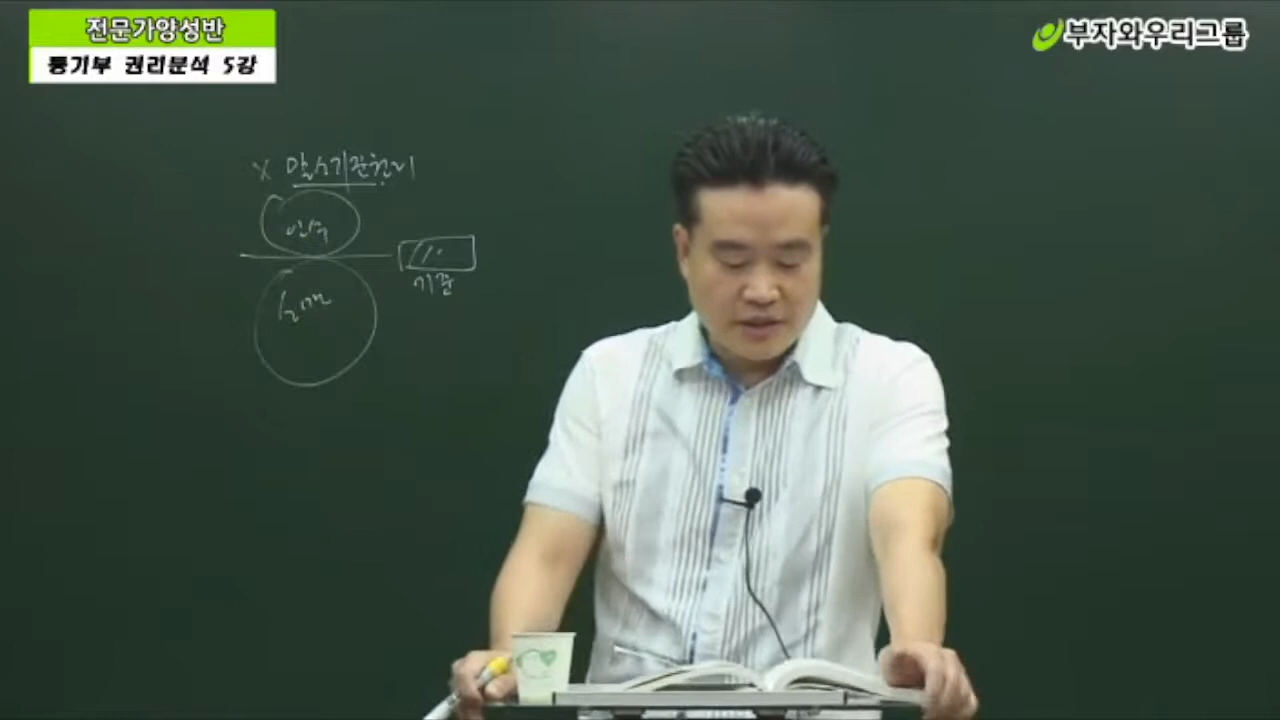 전문가양성반
등기부 권리분석 5강
부자와우리그룹
X 말소기준권리
인수
기준
소멸